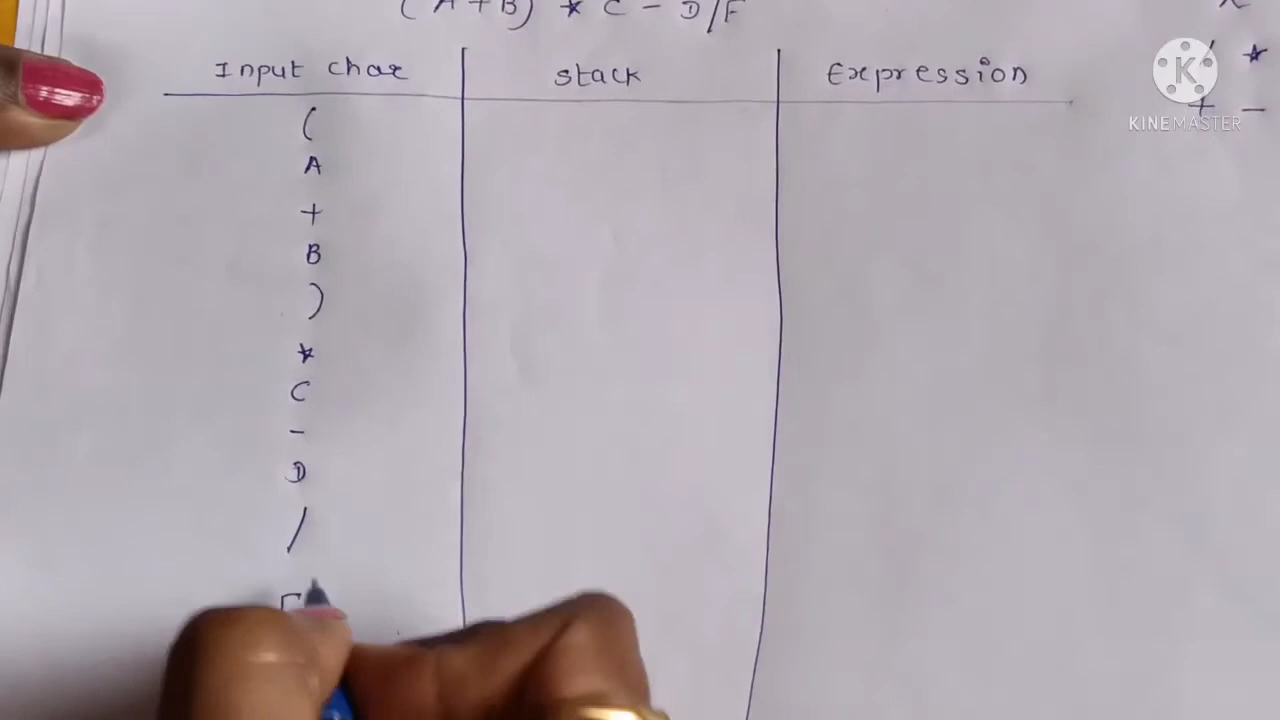 (A+B) * C - D/F
Input char stack Expression
/ *
+ -
KINEMASTER
(
A
+
B
)
*
C
-
D
/
F